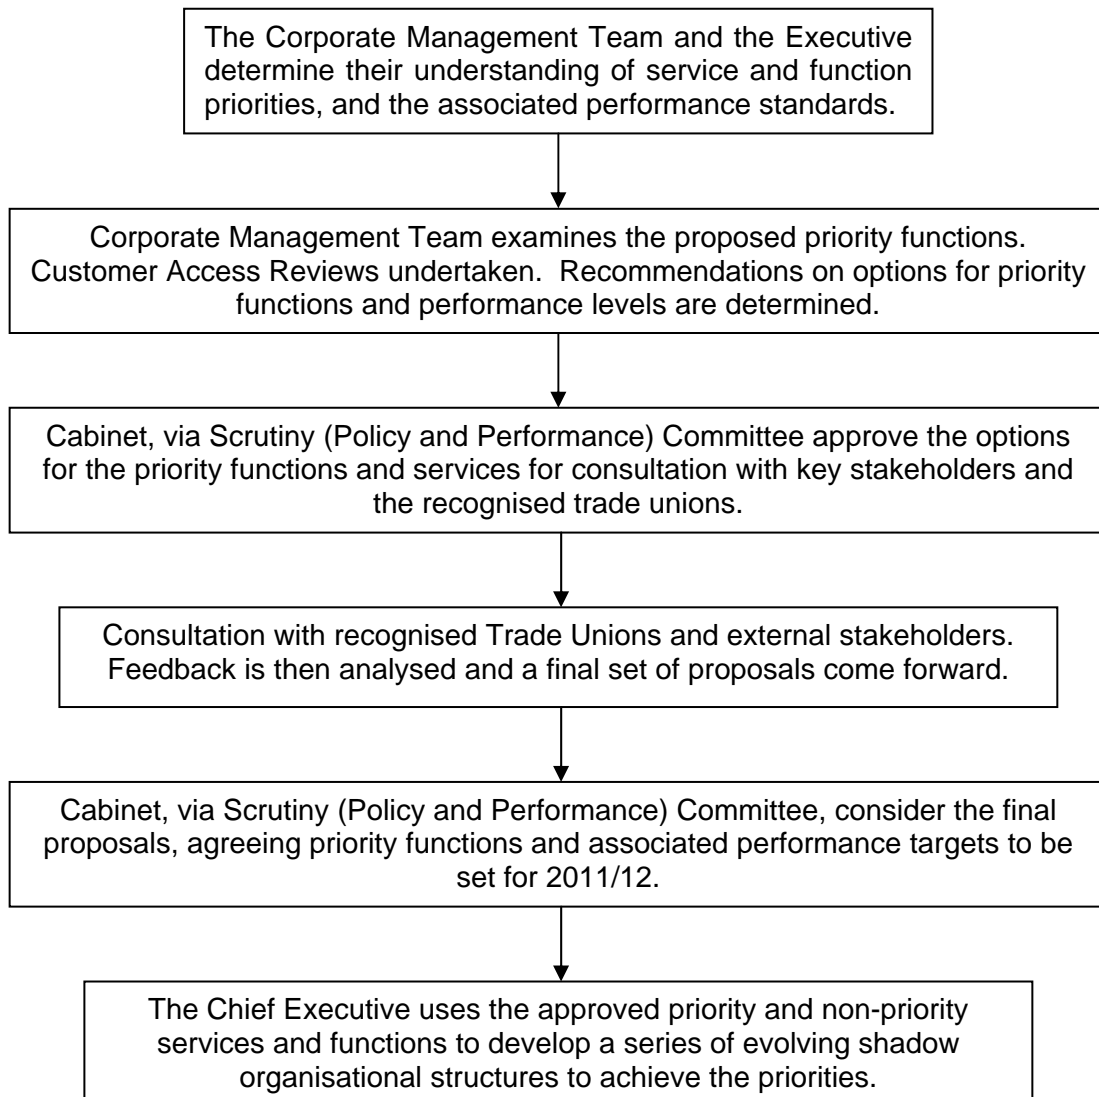 The Corporate Management Team and the Executive
determine their understanding of service and function
priorities, and the associated performance standards.
Corporate Management Team examines the proposed priority functions.
Customer Access Reviews undertaken.  Recommendations on options for priority
functions and performance levels are determined.
Cabinet, via Scrutiny (Policy and Performance) Committee approve the options
for the priority functions and services for consultation with key stakeholders and
the recognised trade unions.
Consultation with recognised Trade Unions and external stakeholders.
Feedback is then analysed and a final set of proposals come forward.
Cabinet, via Scrutiny (Policy and Performance) Committee, consider the final
proposals, agreeing priority functions and associated performance targets to be
set for 2011/12.
The Chief Executive uses the approved priority and non-priority
services and functions to develop a series of evolving shadow
organisational structures to achieve the priorities.